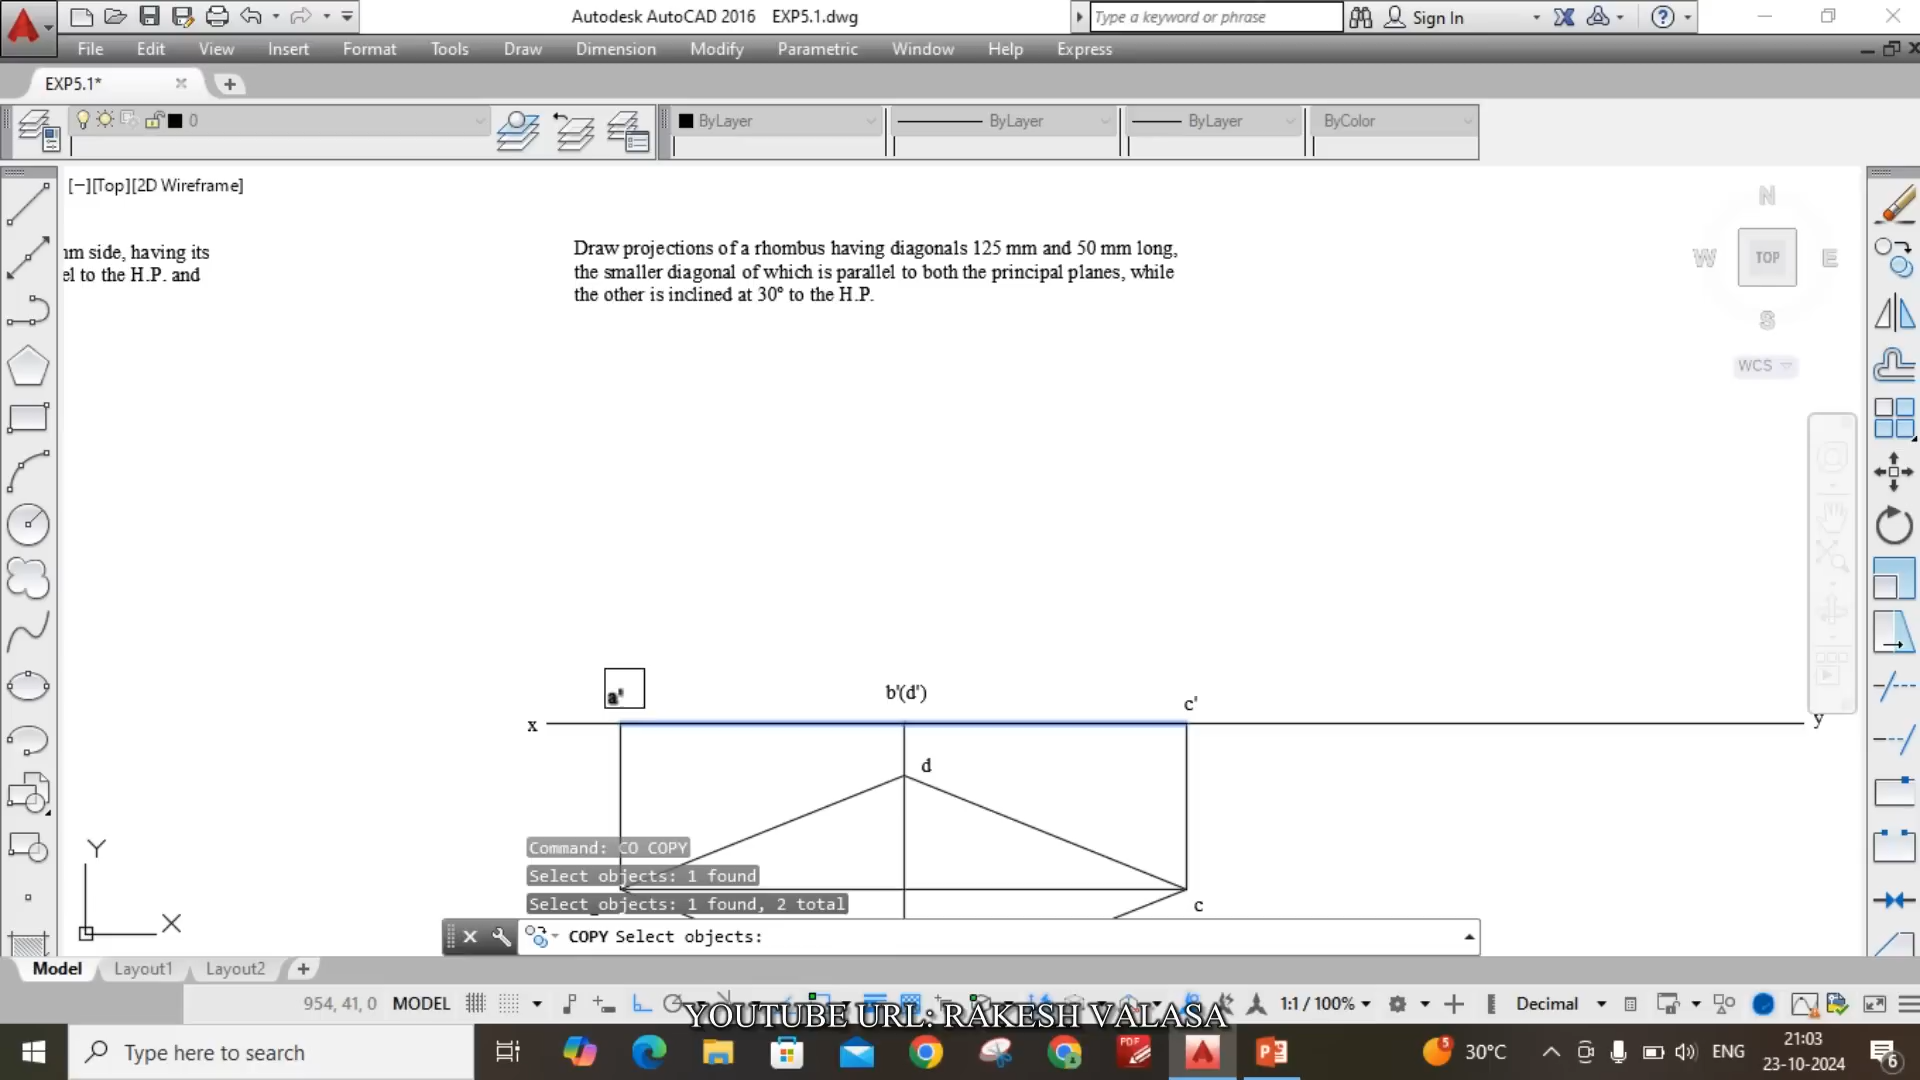 Autodesk AutoCAD 2016 EXP5.1.dwg
Type a keyword or phrase
Sign In
File Edit View Insert Format Tools Draw Dimension Modify Parametric Window Help Express
EXP5.1*
0
ByLayer
ByLayer
ByLayer
ByColor
[−][Top][2D Wireframe]
N
W TOP E
S
WCS
side, having its
to the H.P. and
Draw projections of a rhombus having diagonals 125 mm and 50 mm long,
the smaller diagonal of which is parallel to both the principal planes, while
the other is inclined at 30° to the H.P.
a'
b'(d')
c'
x
y
d
c
Y
X
Command: CO COPY
Select objects: 1 found
Select objects: 1 found, 2 total
COPY Select objects:
Model Layout1 Layout2
954, 41, 0 MODEL
1:1 / 100%
Decimal
YOUTUBE URL: RAKESH VALASA
Type here to search
PDF
5
30°C
ENG
21:03
23-10-2024
6